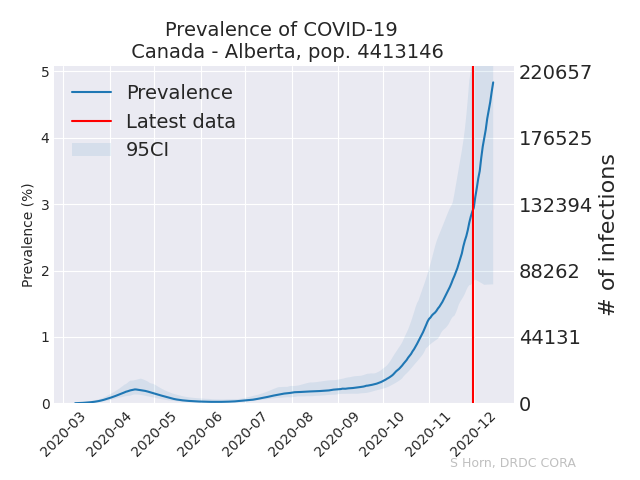 Prevalence of COVID-19
Canada - Alberta, pop. 4413146
Prevalence
Latest data
95CI
Prevalence (%)
5
4
3
2
1
0
220657
176525
132394
88262
44131
0
# of infections
2020-03
2020-04
2020-05
2020-06
2020-07
2020-08
2020-09
2020-10
2020-11
2020-12
S Horn, DRDC CORA